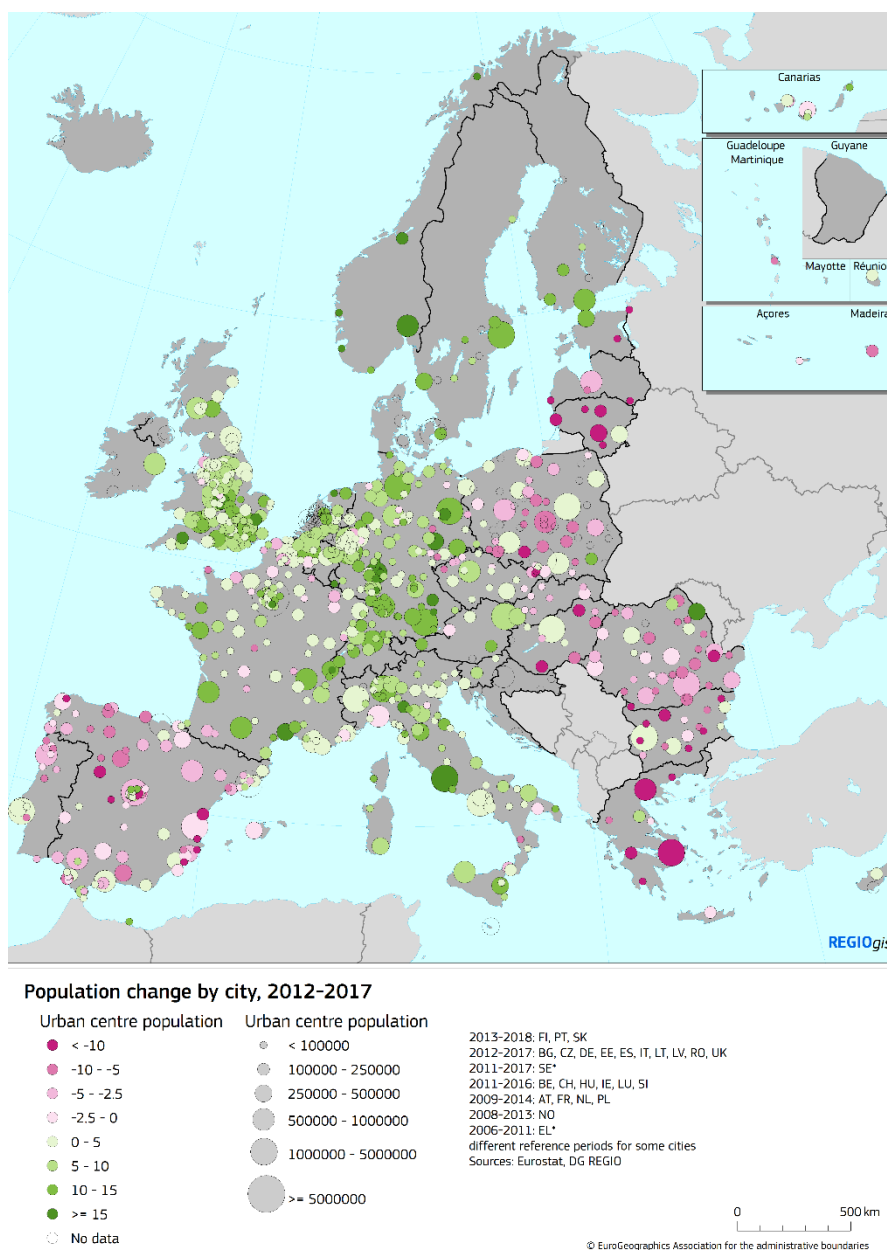 Canarias
Guadeloupe
Martinique
Guyane
Mayotte
Réunion
Açores
Madeira
REGIOgis
Population change by city, 2012-2017
Urban centre population
< -10
-10 - -5
-5 - -2.5
-2.5 - 0
0 - 5
5 - 10
10 - 15
>= 15
No data
Urban centre population
< 100000
100000 - 250000
250000 - 500000
500000 - 1000000
1000000 - 5000000
>= 5000000
2013-2018: FI, PT, SK
2012-2017: BG, CZ, DE, EE, ES, IT, LT, LV, RO, UK
2011-2017: SE*
2011-2016: BE, CH, HU, IE, LU, SI
2009-2014: AT, FR, NL, PL
2008-2013: NO
2006-2011: EL*
different reference periods for some cities
Sources: Eurostat, DG REGIO
0 500 km
© EuroGeographics Association for the administrative boundaries